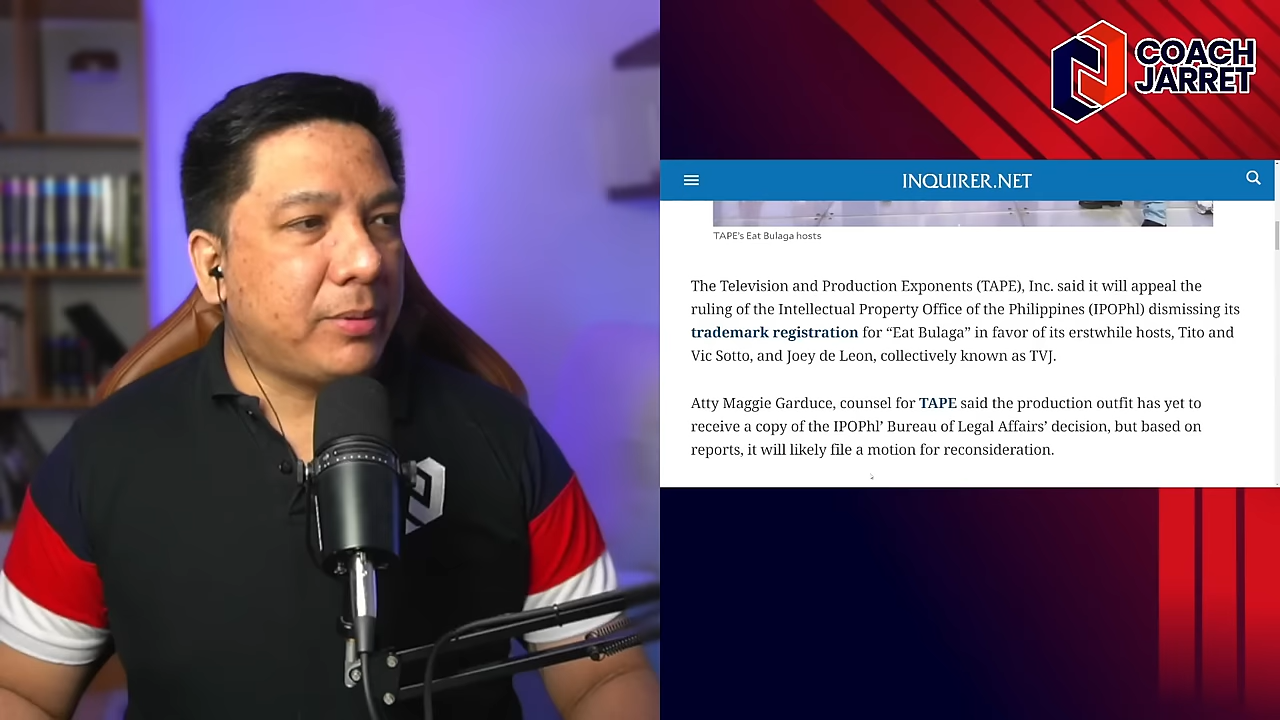 COACH
JARRET
INQUIRER.NET
TAPE's Eat Bulaga hosts
The Television and Production Exponents (TAPE), Inc. said it will appeal the
ruling of the Intellectual Property Office of the Philippines (IPOPhl) dismissing its
trademark registration for “Eat Bulaga” in favor of its erstwhile hosts, Tito and
Vic Sotto, and Joey de Leon, collectively known as TVJ.
Atty Maggie Garduce, counsel for TAPE said the production outfit has yet to
receive a copy of the IPOPhl’ Bureau of Legal Affairs’ decision, but based on
reports, it will likely file a motion for reconsideration.